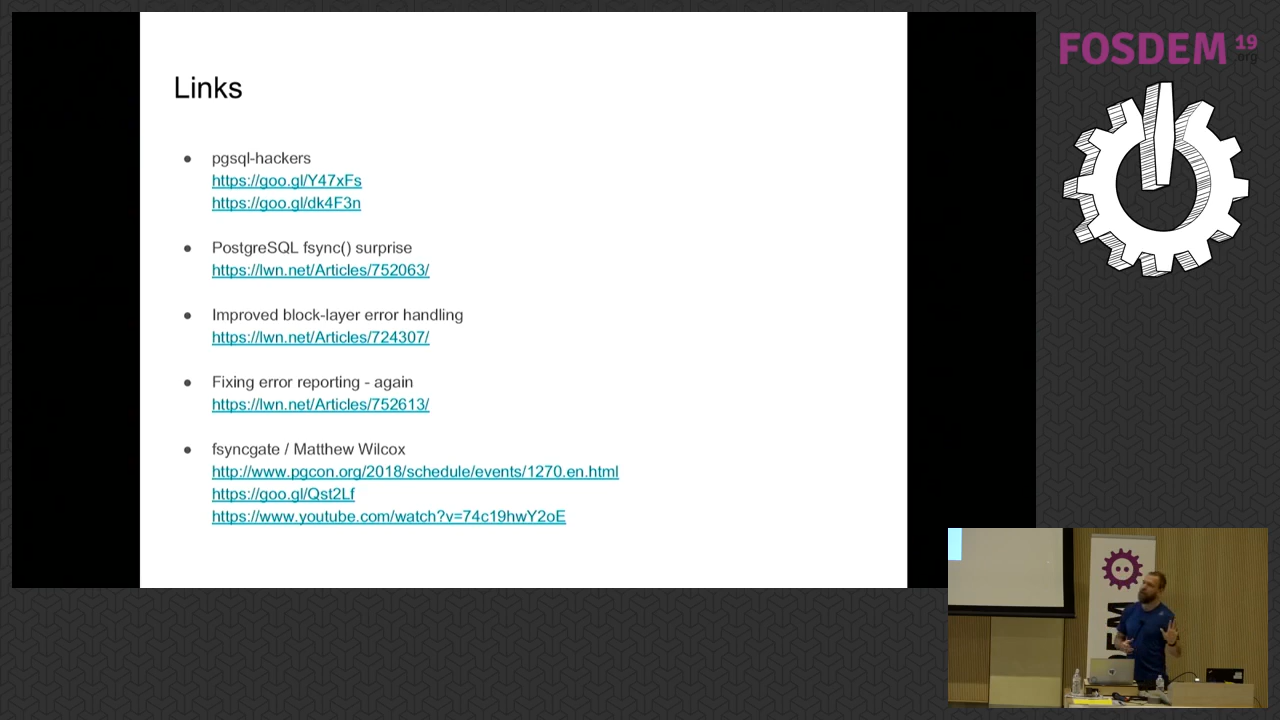 Links
pgsql-hackers
https://goo.gl/Y47xFs
https://goo.gl/dk4F3n
PostgreSQL fsync() surprise
https://lwn.net/Articles/752063/
Improved block-layer error handling
https://lwn.net/Articles/724307/
Fixing error reporting - again
https://lwn.net/Articles/752613/
fsyncgate / Matthew Wilcox
http://www.pgcon.org/2018/schedule/events/1270.en.html
https://goo.gl/Qst2Lf
https://www.youtube.com/watch?v=74c19hwY2oE
FOSDEM 19
.org